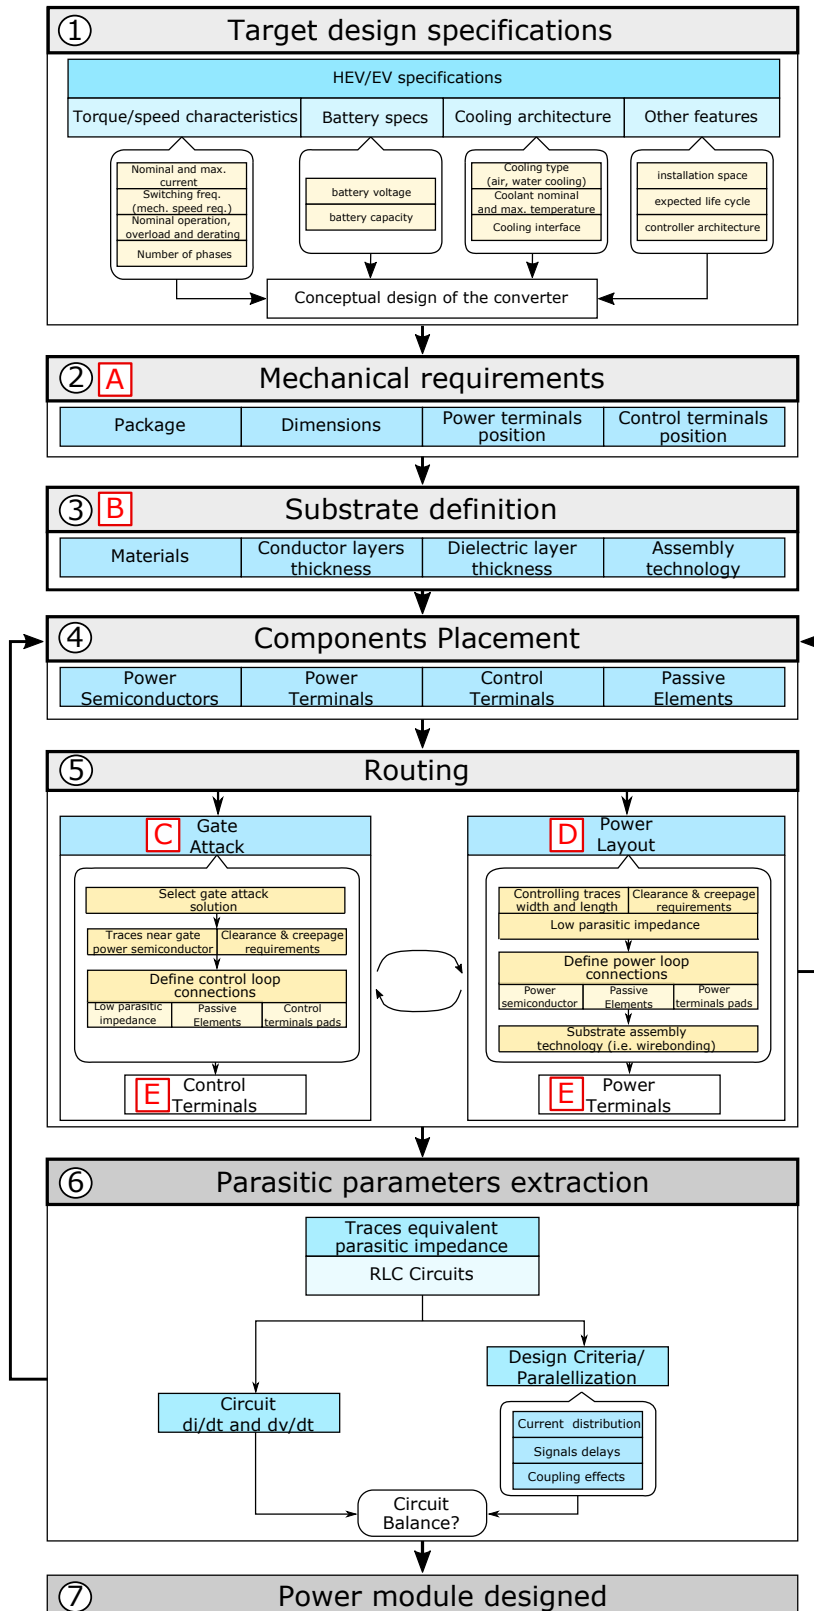 ① Target design specifications
HEV/EV specifications
Torque/speed characteristics
Battery specs
Cooling architecture
Other features
Nominal and max.
current
Switching freq.
(mech. speed req.)
Nominal operation,
overload and derating
Number of phases
battery voltage
battery capacity
Cooling type
(air, water cooling)
Coolant nominal
and max. temperature
Cooling interface
installation space
expected life cycle
controller architecture
Conceptual design of the converter
② A Mechanical requirements
Package
Dimensions
Power terminals
position
Control terminals
position
③ B Substrate definition
Materials
Conductor layers
thickness
Dielectric layer
thickness
Assembly
technology
④ Components Placement
Power
Semiconductors
Power
Terminals
Control
Terminals
Passive
Elements
⑤ Routing
C Gate
Attack
Select gate attack
solution
Traces near gate
power semiconductor
Clearance & creepage
requirements
Define control loop
connections
Low parasitic
impedance
Passive
Elements
Control
terminals pads
E Control
Terminals
D Power
Layout
Controlling traces
width and length
Clearance & creepage
requirements
Low parasitic impedance
Define power loop
connections
Power
semiconductor
Passive
Elements
Power
terminals pads
Substrate assembly
technology (i.e. wirebonding)
E Power
Terminals
⑥ Parasitic parameters extraction
Traces equivalent
parasitic impedance
RLC Circuits
Circuit
di/dt and dv/dt
Design Criteria/
Paralellization
Current distribution
Signals delays
Coupling effects
Circuit
Balance?
⑦ Power module designed